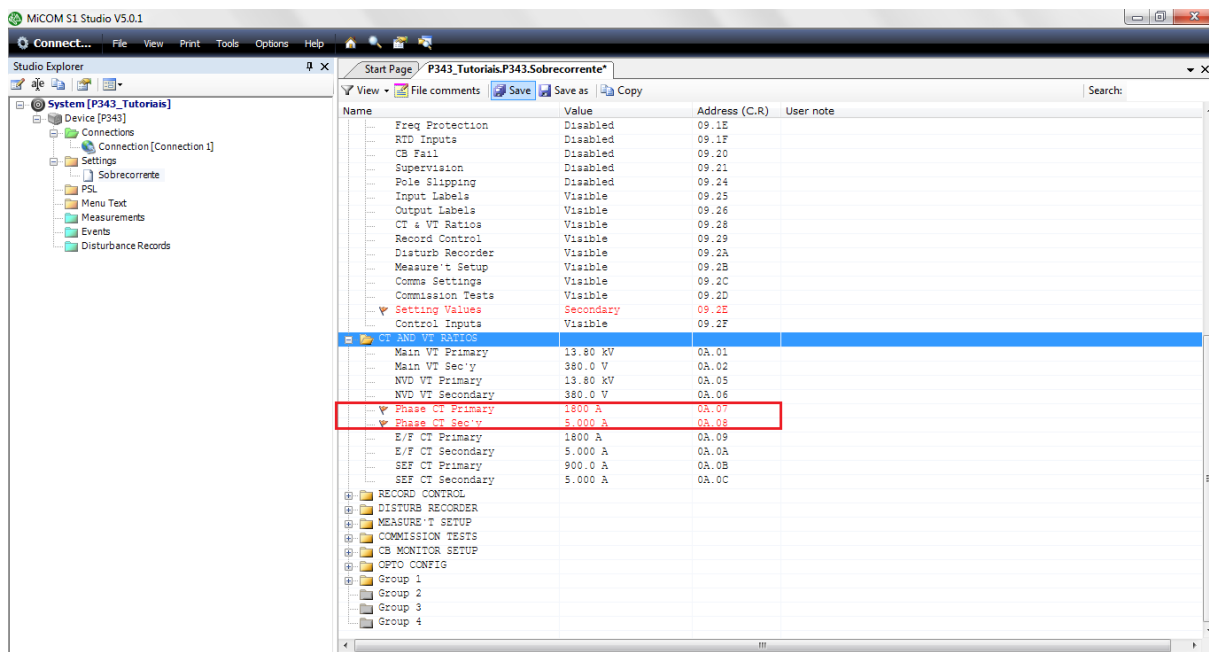 MiCOM S1 Studio V5.0.1
Connect... File View Print Tools Options Help
Studio Explorer
System [P343_Tutoriais]
Device [P343]
Connections
Connection [Connection 1]
Settings
Sobrecorrente
PSL
Menu Text
Measurements
Events
Disturbance Records
Start Page P343_Tutoriais.P343.Sobrecorrente*
View File comments Save Save as Copy Search:
Name Value Address (C.R) User note
Freq Protection Disabled 09.1E
RTD Inputs Disabled 09.1F
CB Fail Disabled 09.20
Supervision Disabled 09.21
Pole Slipping Disabled 09.24
Input Labels Visible 09.25
Output Labels Visible 09.26
CT & VT Ratios Visible 09.28
Record Control Visible 09.29
Disturb Recorder Visible 09.2A
Measure't Setup Visible 09.2B
Comms Settings Visible 09.2C
Commission Tests Visible 09.2D
Setting Values Secondary 09.2E
Control Inputs Visible 09.2F
CT AND VT RATIOS
Main VT Primary 13.80 kV 0A.01
Main VT Sec'y 380.0 V 0A.02
NVD VT Primary 13.80 kV 0A.05
NVD VT Secondary 380.0 V 0A.06
Phase CT Primary 1800 A 0A.07
Phase CT Sec'y 5.000 A 0A.08
E/F CT Primary 1800 A 0A.09
E/F CT Secondary 5.000 A 0A.0A
SEF CT Primary 900.0 A 0A.0B
SEF CT Secondary 5.000 A 0A.0C
RECORD CONTROL
DISTURB RECORDER
MEASURE'T SETUP
COMMISSION TESTS
CB MONITOR SETUP
OPTO CONFIG
Group 1
Group 2
Group 3
Group 4